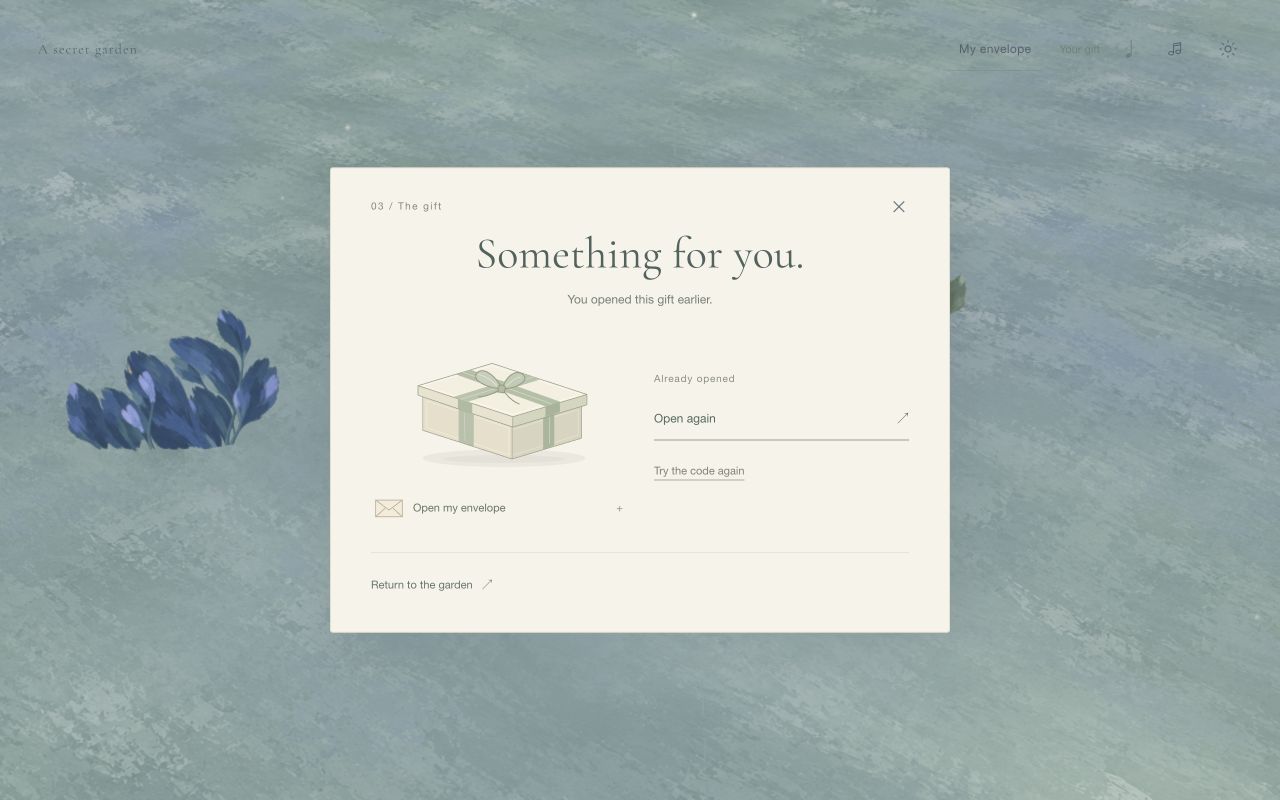 A secret garden
My envelope
Your gift
03 / The gift
Something for you.
You opened this gift earlier.
Already opened
Open again
Try the code again
Open my envelope +
Return to the garden